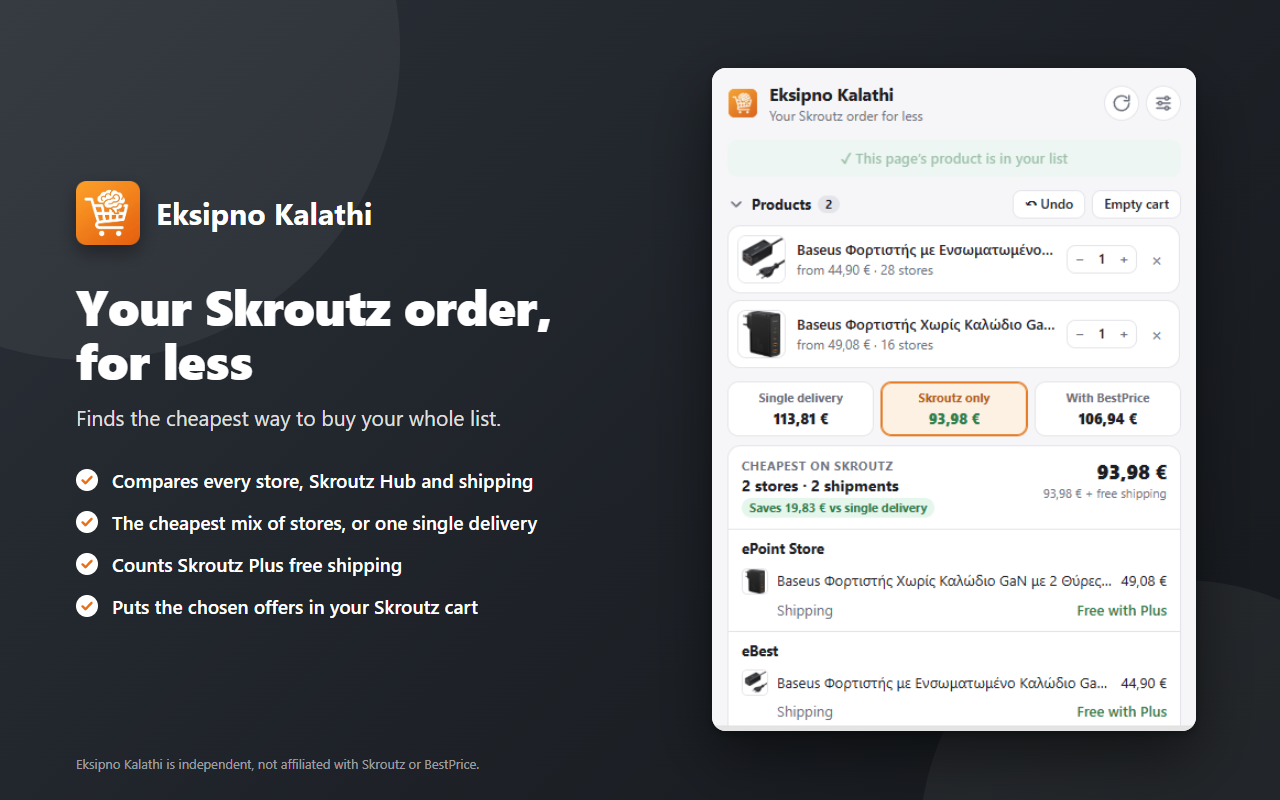 Eksipno Kalathi
Your Skroutz order,
for less
Finds the cheapest way to buy your whole list.
Compares every store, Skroutz Hub and shipping
The cheapest mix of stores, or one single delivery
Counts Skroutz Plus free shipping
Puts the chosen offers in your Skroutz cart
Eksipno Kalathi is independent, not affiliated with Skroutz or BestPrice.
Eksipno Kalathi
Your Skroutz order for less
✓ This page's product is in your list
Products 2
↶ Undo
Empty cart
Baseus Φορτιστής με Ενσωματωμένο...
from 44,90 € · 28 stores
− 1 + ×
Baseus Φορτιστής Χωρίς Καλώδιο Ga...
from 49,08 € · 16 stores
− 1 + ×
Single delivery
113,81 €
Skroutz only
93,98 €
With BestPrice
106,94 €
CHEAPEST ON SKROUTZ
2 stores · 2 shipments
Saves 19,83 € vs single delivery
93,98 €
93,98 € + free shipping
ePoint Store
Baseus Φορτιστής Χωρίς Καλώδιο GaN με 2 Θύρες... 49,08 €
Shipping Free with Plus
eBest
Baseus Φορτιστής με Ενσωματωμένο Καλώδιο Ga... 44,90 €
Shipping Free with Plus